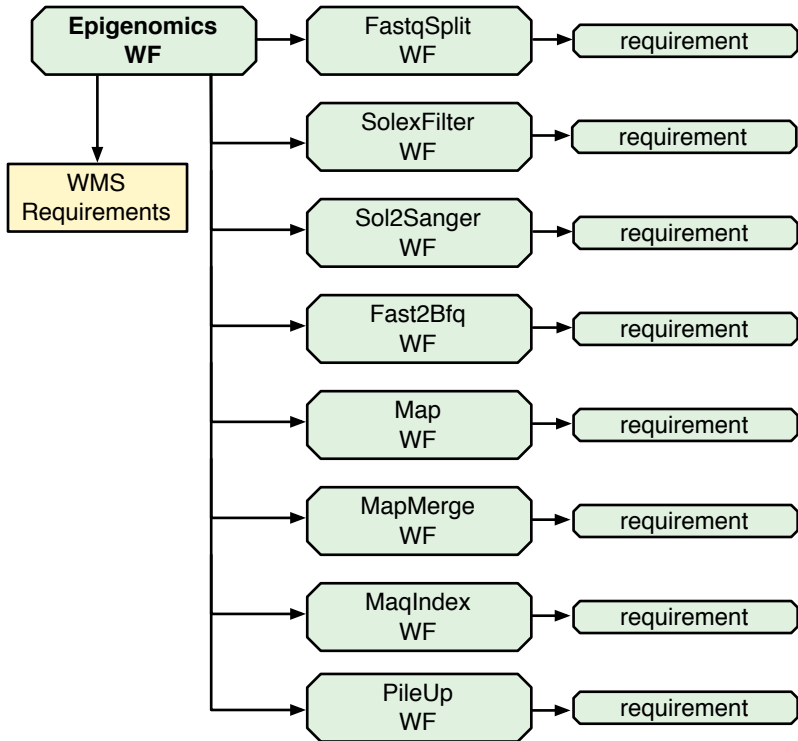 Epigenomics
WF
FastqSplit
WF
requirement
SolexFilter
WF
requirement
WMS
Requirements
Sol2Sanger
WF
requirement
Fast2Bfq
WF
requirement
Map
WF
requirement
MapMerge
WF
requirement
MaqIndex
WF
requirement
PileUp
WF
requirement